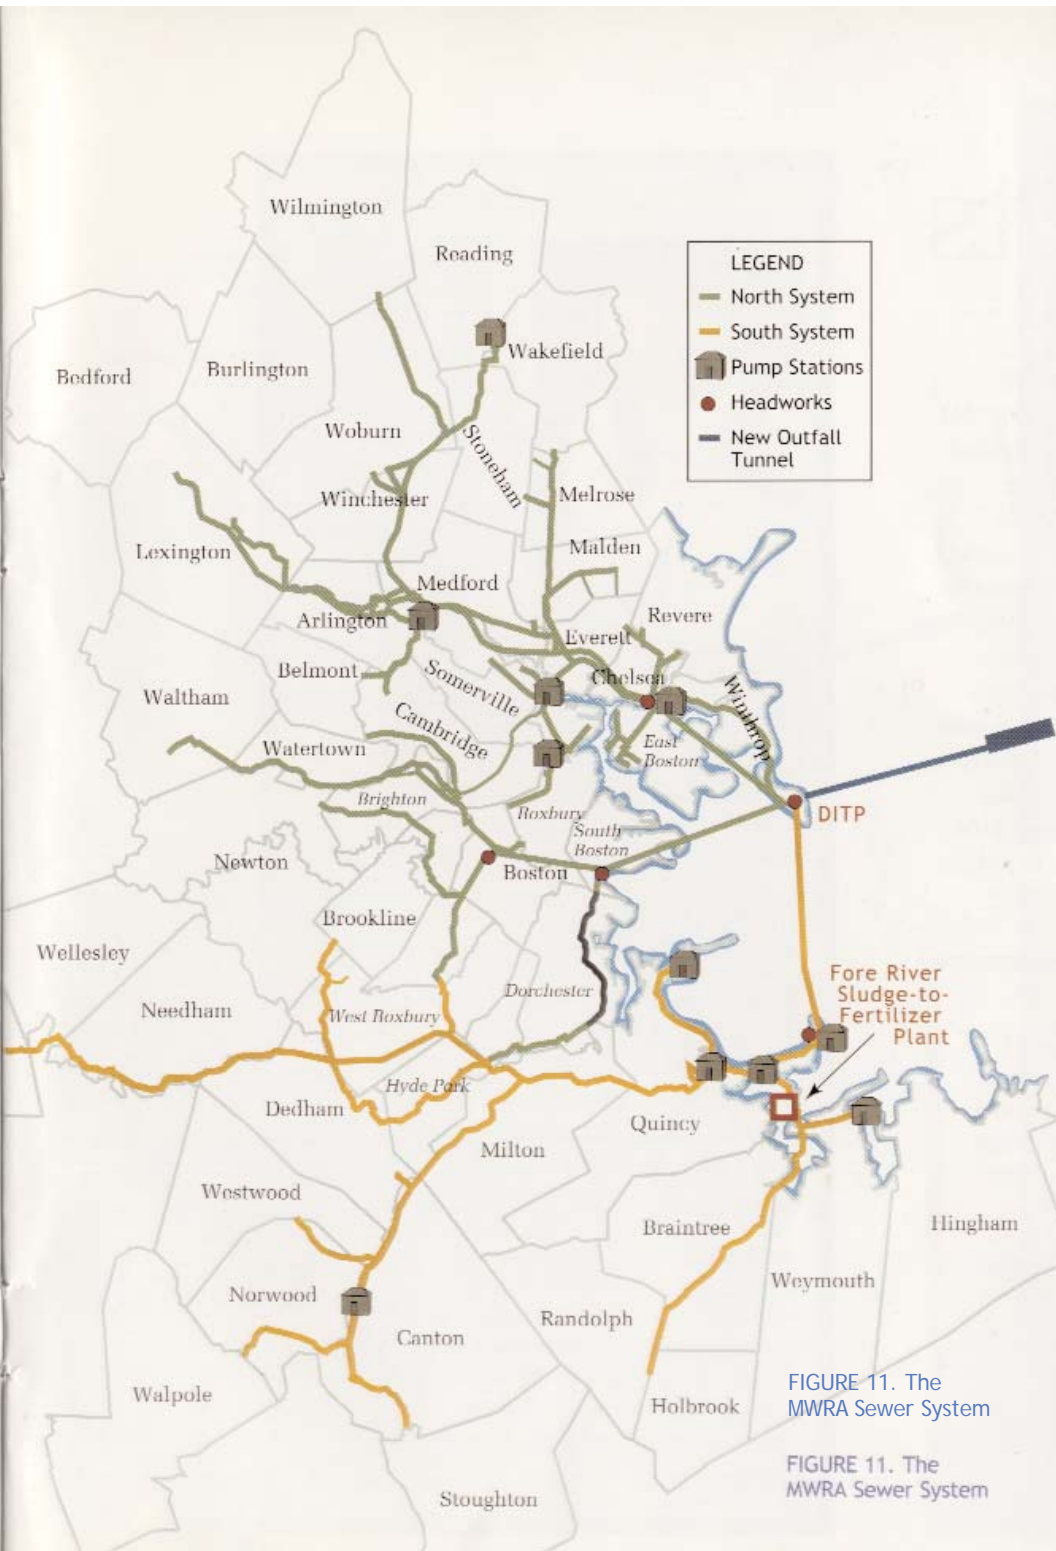 Wilmington
Reading
LEGEND
North System
South System
Pump Stations
Headworks
New Outfall
Tunnel
Wakefield
Bedford
Burlington
Woburn
Stoneham
Winchester
Melrose
Lexington
Malden
Medford
Arlington
Revere
Everett
Belmont
Somerville
Chelsea
Waltham
Winthrop
Cambridge
Watertown
East
Boston
Brighton
Roxbury
DITP
South
Boston
Newton
Boston
Brookline
Wellesley
Needham
Dorchester
West Roxbury
Fore River
Sludge-to-
Fertilizer
Plant
Hyde Park
Dedham
Quincy
Milton
Westwood
Braintree
Hingham
Weymouth
Norwood
Randolph
Canton
Walpole
Holbrook
FIGURE 11. The
MWRA Sewer System
FIGURE 11. The
MWRA Sewer System
Stoughton